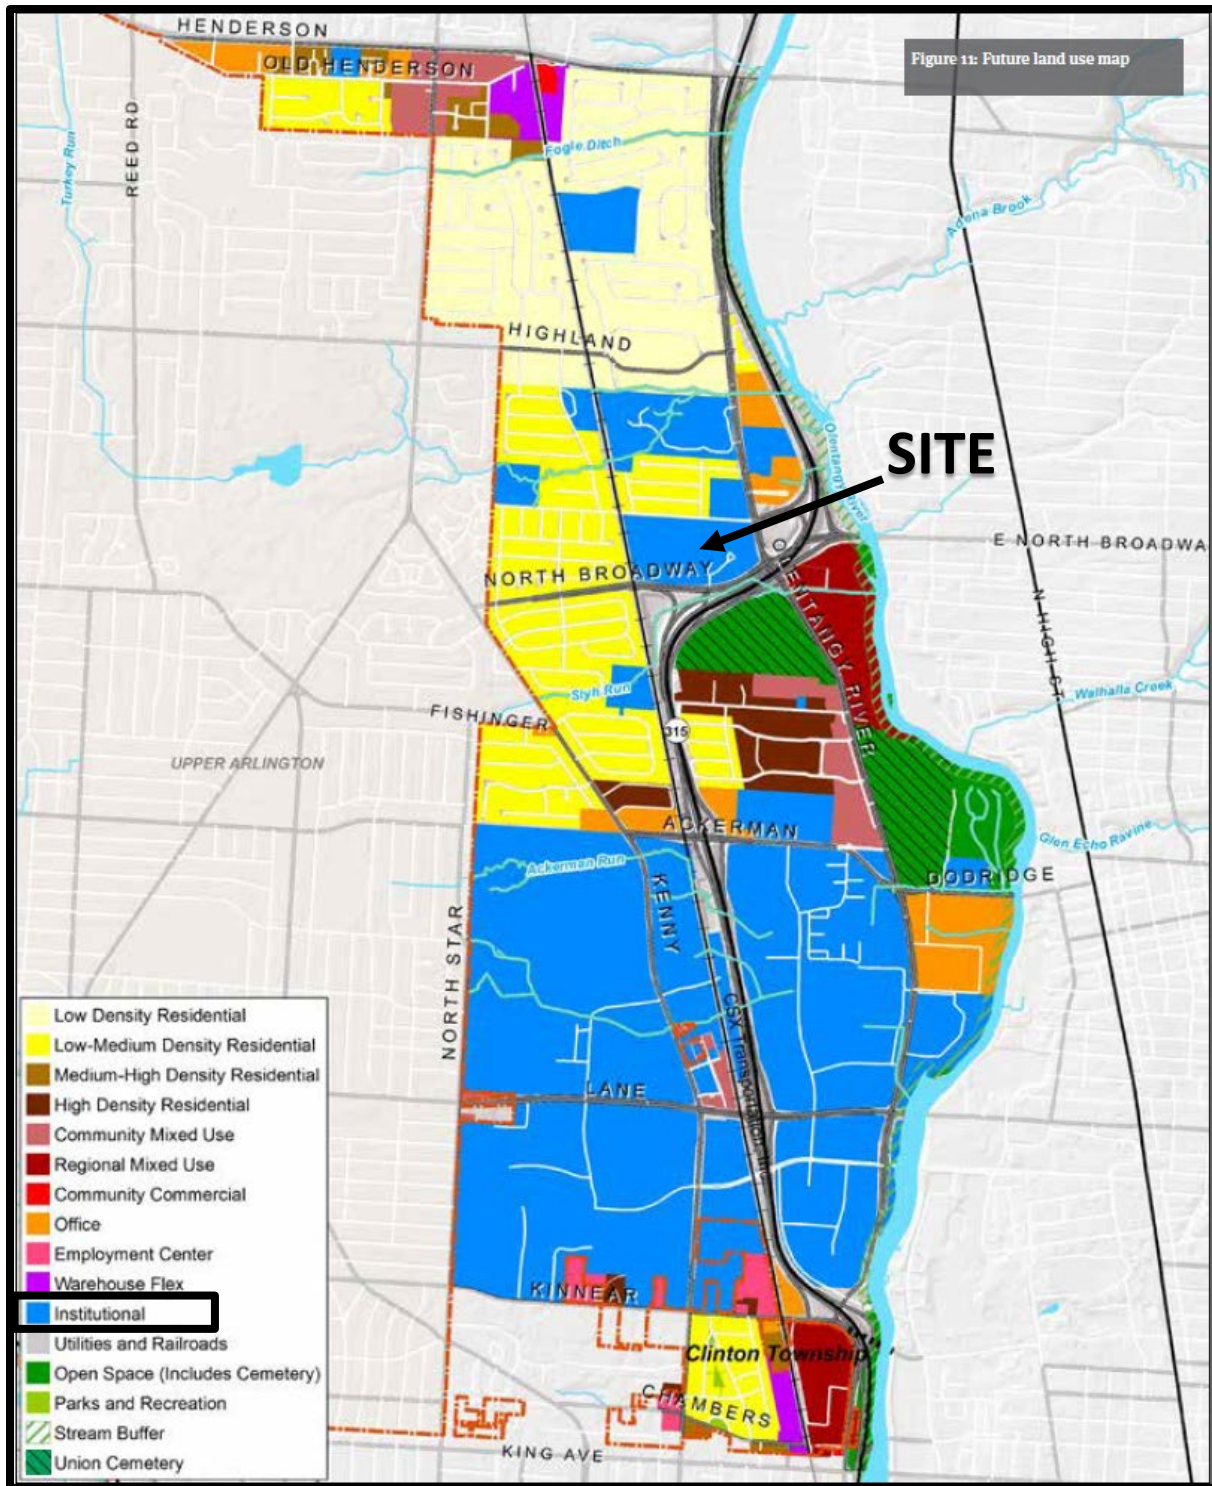 HENDERSON
Figure 11: Future land use map
OLD HENDERSON
REED RD
Turkey Run
Fogle Ditch
Adena Brook
HIGHLAND
Olentangy River
SITE
E NORTH BROADWA
NORTH BROADWAY
OLENTANGY RIVER
N HIGH ST
Slyh Run
Walhalla Creek
FISHINGER
315
UPPER ARLINGTON
ACKERMAN
Glen Echo Ravine
Ackerman Run
DODRIDGE
KENNY
NORTH STAR
CSX Transportation, Inc.
LANE
KINNEAR
Clinton Township
CHAMBERS
KING AVE
Low Density Residential
Low-Medium Density Residential
Medium-High Density Residential
High Density Residential
Community Mixed Use
Regional Mixed Use
Community Commercial
Office
Employment Center
Warehouse Flex
Institutional
Utilities and Railroads
Open Space (Includes Cemetery)
Parks and Recreation
Stream Buffer
Union Cemetery